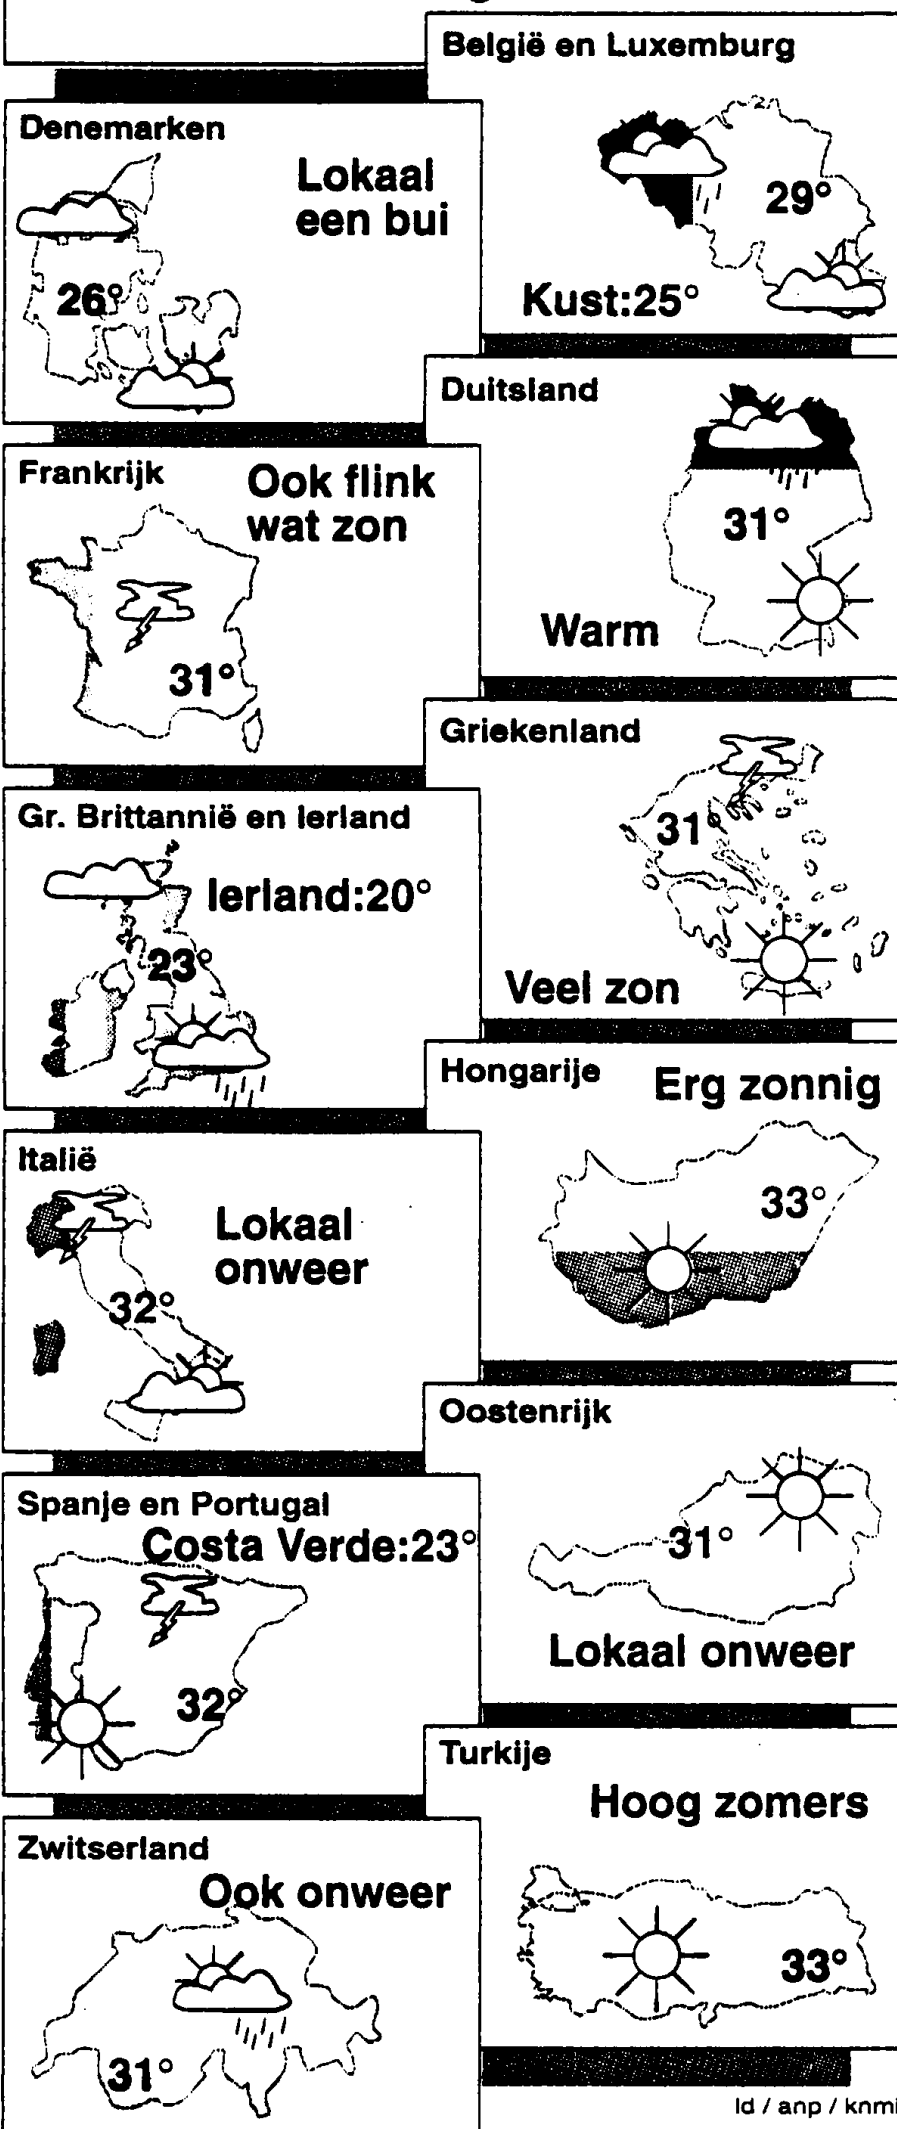 België en Luxemburg
29°
Kust:25°
Denemarken
Lokaal
een bui
26°
Duitsland
31°
Warm
Frankrijk
Ook flink
wat zon
31°
Griekenland
31°
Veel zon
Gr. Brittannië en Ierland
Ierland:20°
23°
Hongarije
Erg zonnig
33°
Italië
Lokaal
onweer
32°
Oostenrijk
31°
Lokaal onweer
Spanje en Portugal
Costa Verde:23°
32°
Turkije
Hoog zomers
33°
Zwitserland
Ook onweer
31°
ld / anp / knmi